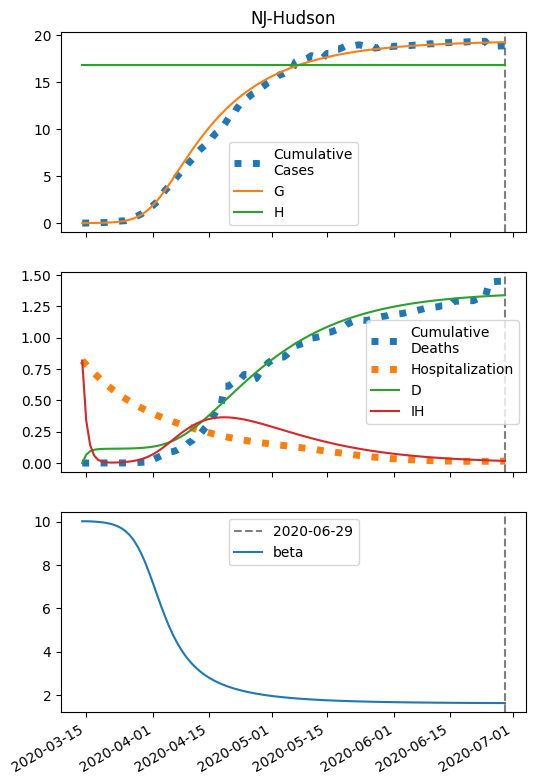 NJ-Hudson
20
15
10
5
0
Cumulative
Cases
G
H
1.50
1.25
1.00
0.75
0.50
0.25
0.00
Cumulative
Deaths
Hospitalization
D
IH
10
8
6
4
2
2020-06-29
beta
2020-03-15
2020-04-01
2020-04-15
2020-05-01
2020-05-15
2020-06-01
2020-06-15
2020-07-01